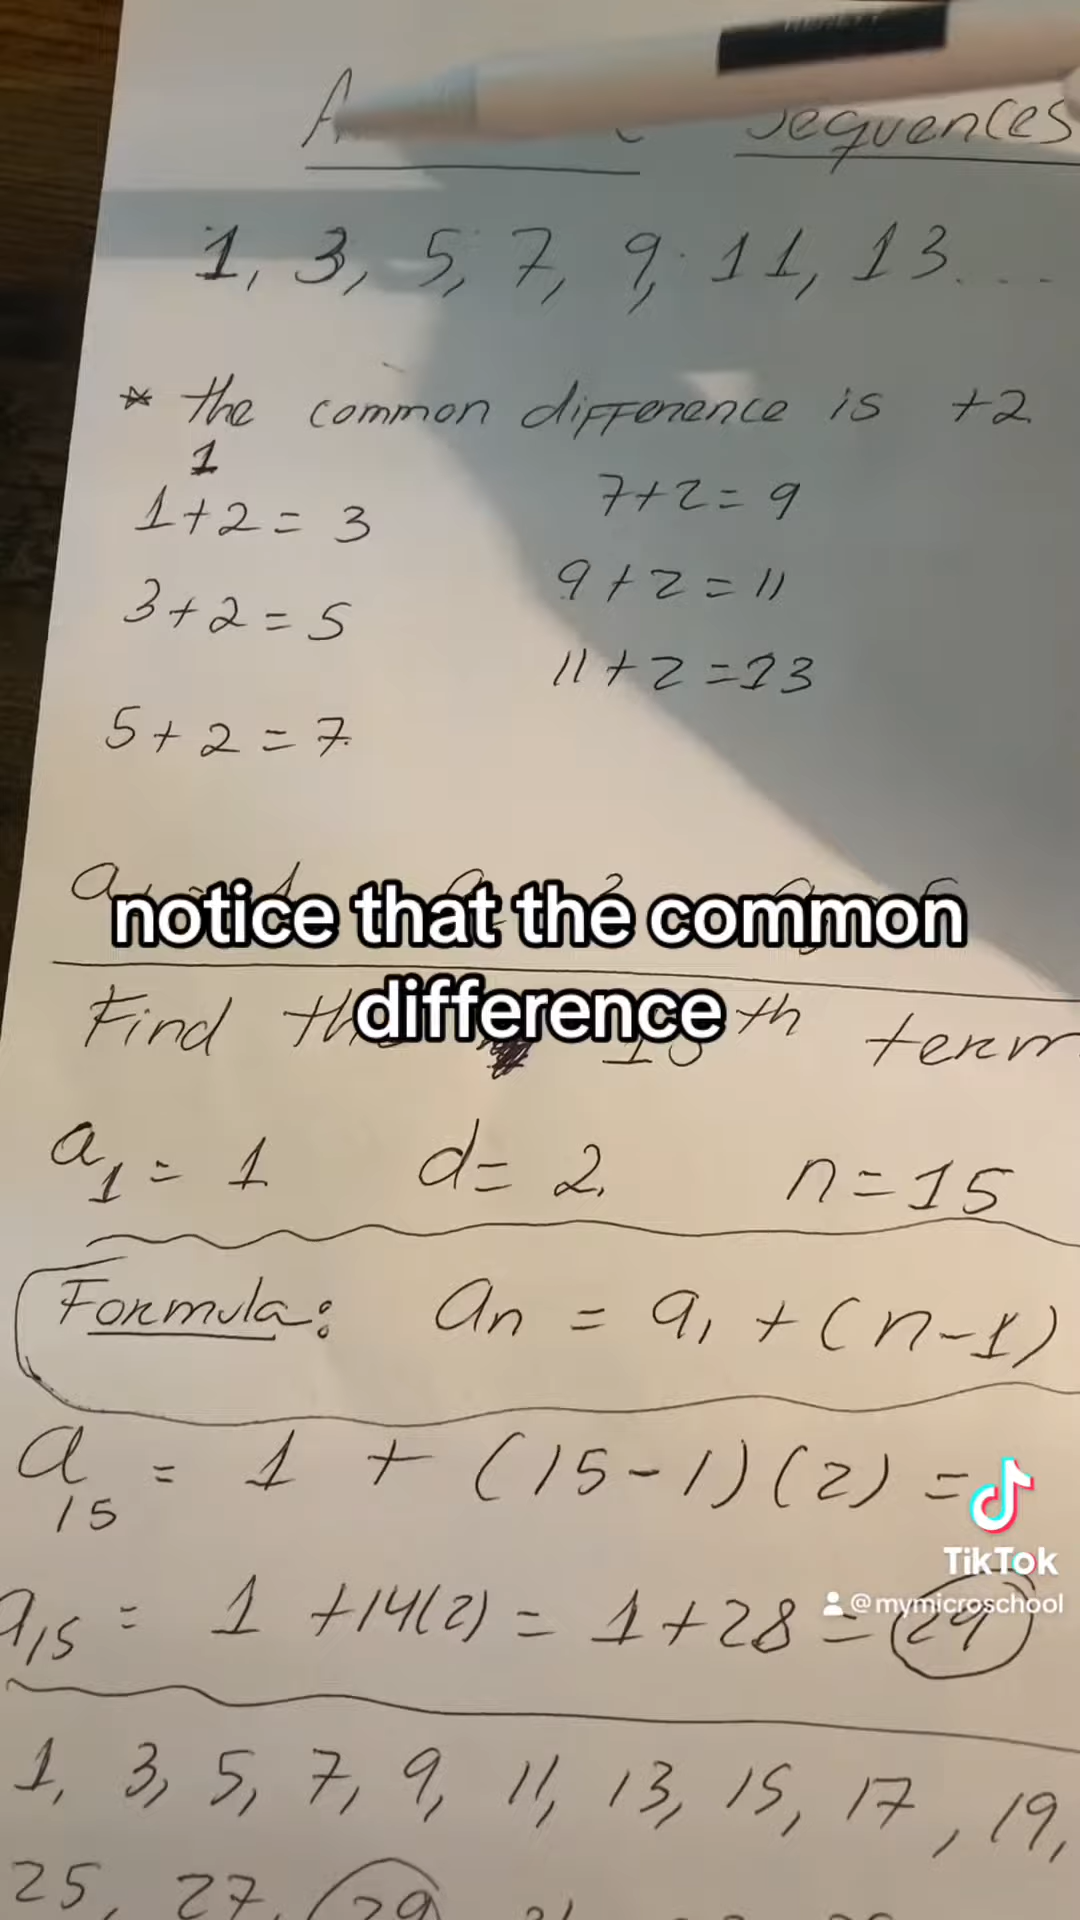 Sequences
1, 3, 5, 7, 9, 11, 13...
* the common difference is +2
1
1+2= 3
7+2= 9
3+2=5
9+2=11
11+2=13
5+2=7
notice that the common
difference
Find
th term
a1 = 1 d= 2 n=15
Formula: an = a1 + (n-1)
a15 = 1 + (15-1)(2) =
TikTok
@mymicroschool
a15 = 1 +14(2) = 1+28 = 29
1, 3, 5, 7, 9, 11, 13, 15, 17, 19,
25, 27, 29